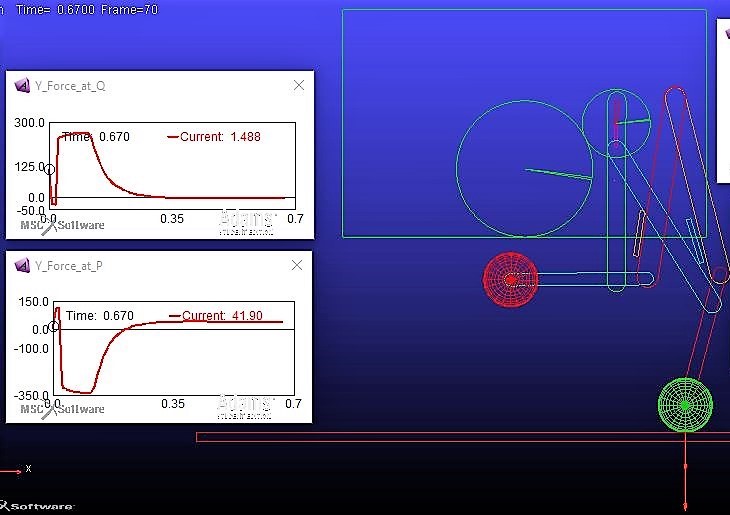 Time= 0.6700 Frame=70
Y_Force_at_Q
300.0
Time: 0.670 Current: 1.488
125.0
0.0
-50.0
0.0 0.35 0.7
MSC Software
Adams
Y_Force_at_P
150.0
Time: 0.670 Current: 41.90
0.0
-100.0
-350.0
0.0 0.35 0.7
MSC Software
Adams
x
Software